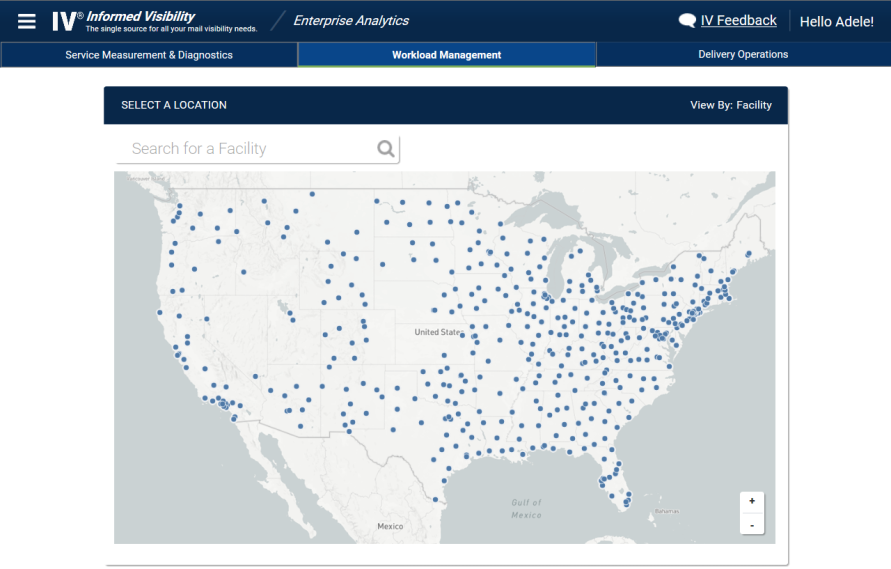 IV® Informed Visibility
The single source for all your mail visibility needs.
Enterprise Analytics
IV Feedback
Hello Adele!
Service Measurement & Diagnostics
Workload Management
Delivery Operations
SELECT A LOCATION
View By: Facility
Search for a Facility
United States
Gulf of
Mexico
Bahamas
Mexico
+
-